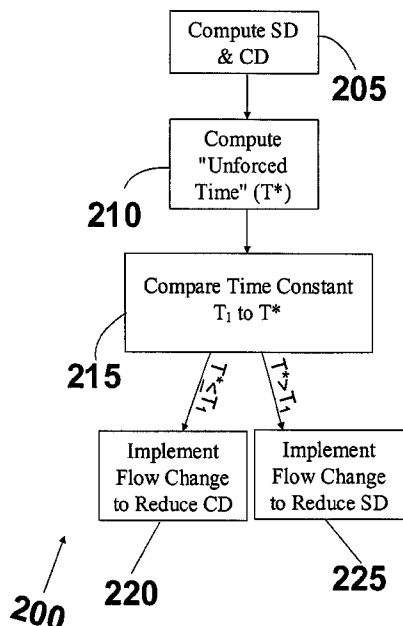 Compute SD
& CD
205
Compute
"Unforced
Time" (T*)
210
Compare Time Constant
T₁ to T*
215
T*≤T₁
T*>T₁
Implement
Flow Change
to Reduce CD
Implement
Flow Change
to Reduce SD
220
225
200